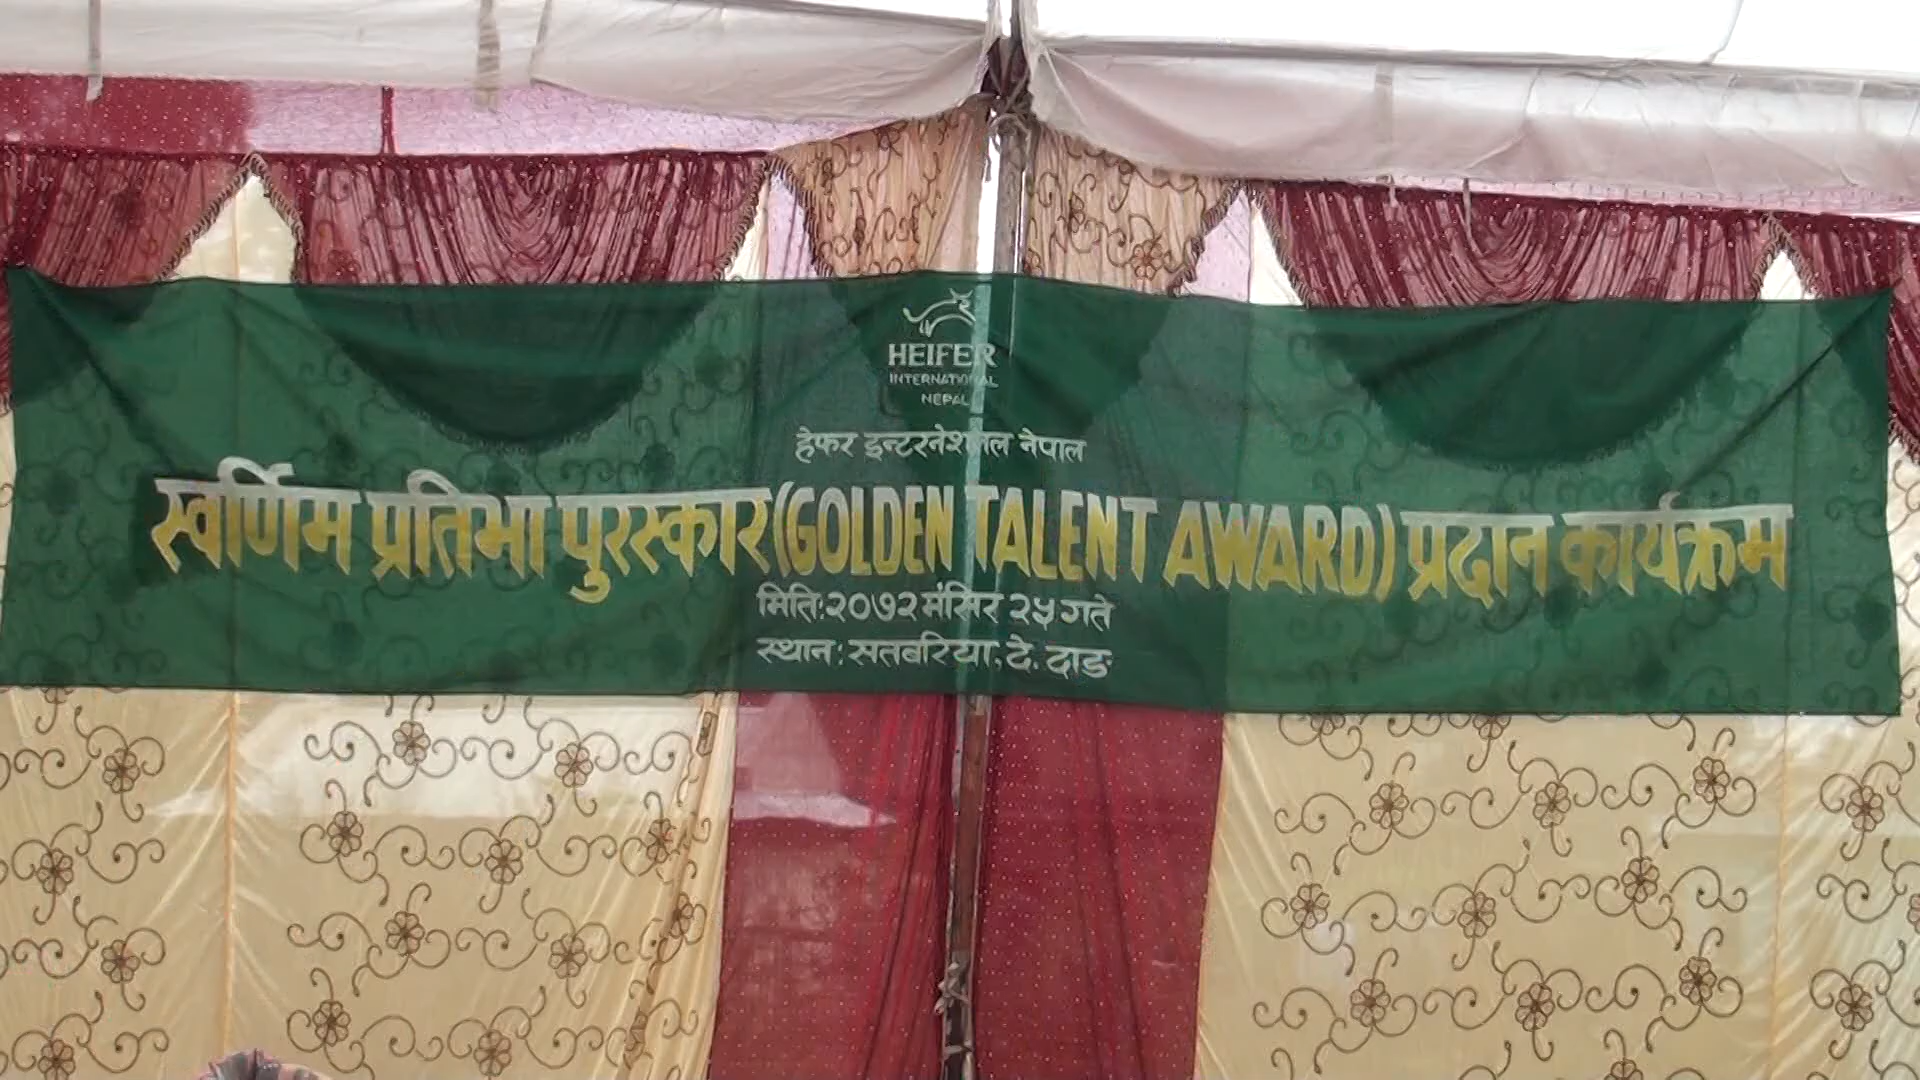 HEIFER
INTERNATIONAL
NEPAL
हेफर इन्टरनेशनल नेपाल
स्वर्णिम प्रतिभा पुरस्कार (GOLDEN TALENT AWARD) प्रदान कार्यक्रम
मिति: २०७२ मंसिर २५ गते
स्थान: सतबरिया, दे. दाङ